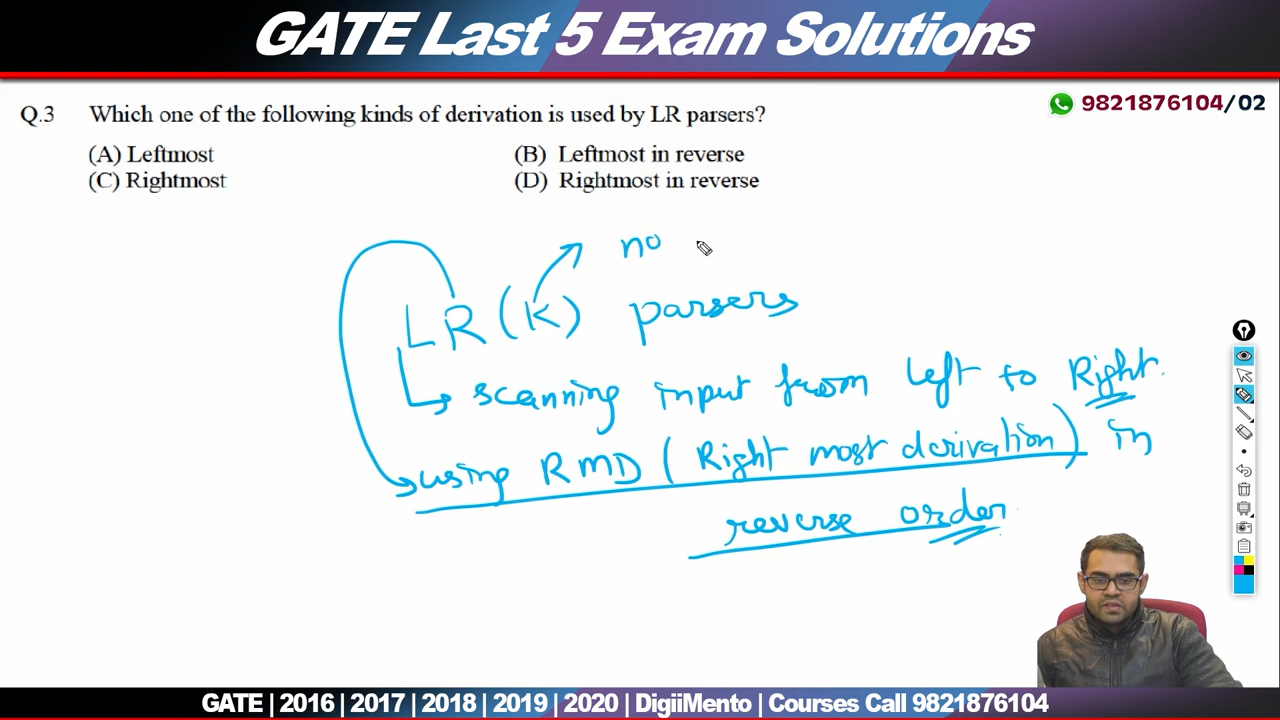 GATE Last 5 Exam Solutions
9821876104/02
Q.3 Which one of the following kinds of derivation is used by LR parsers?
(A) Leftmost (B) Leftmost in reverse
(C) Rightmost (D) Rightmost in reverse
no
LR (K) parsers
scanning input from left to Right.
using RMD ( Right most derivation) in
reverse order
GATE | 2016 | 2017 | 2018 | 2019 | 2020 | DigiiMento | Courses Call 9821876104